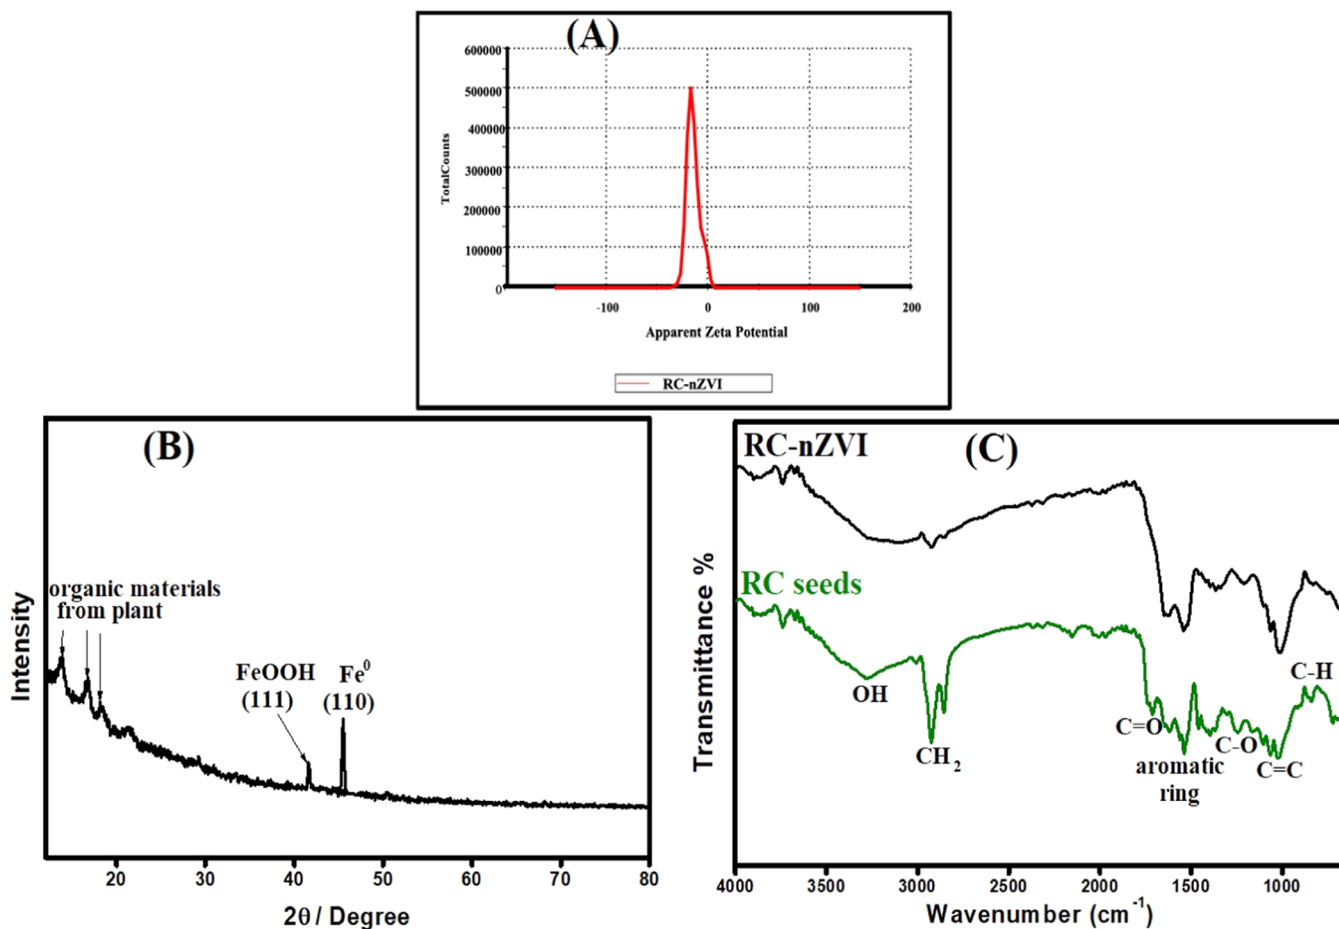 (A)
600000
500000
400000
300000
200000
100000
0
TotalCounts
-100 0 100 200
Apparent Zeta Potential
RC-nZVI
(B)
organic materials
from plant
FeOOH
(111)
Fe⁰
(110)
Intensity
20 30 40 50 60 70 80
2θ / Degree
RC-nZVI
(C)
RC seeds
OH
CH₂
C=O
aromatic
ring
C-O
C=C
C-H
Transmittance %
4000 3500 3000 2500 2000 1500 1000
Wavenumber (cm⁻¹)